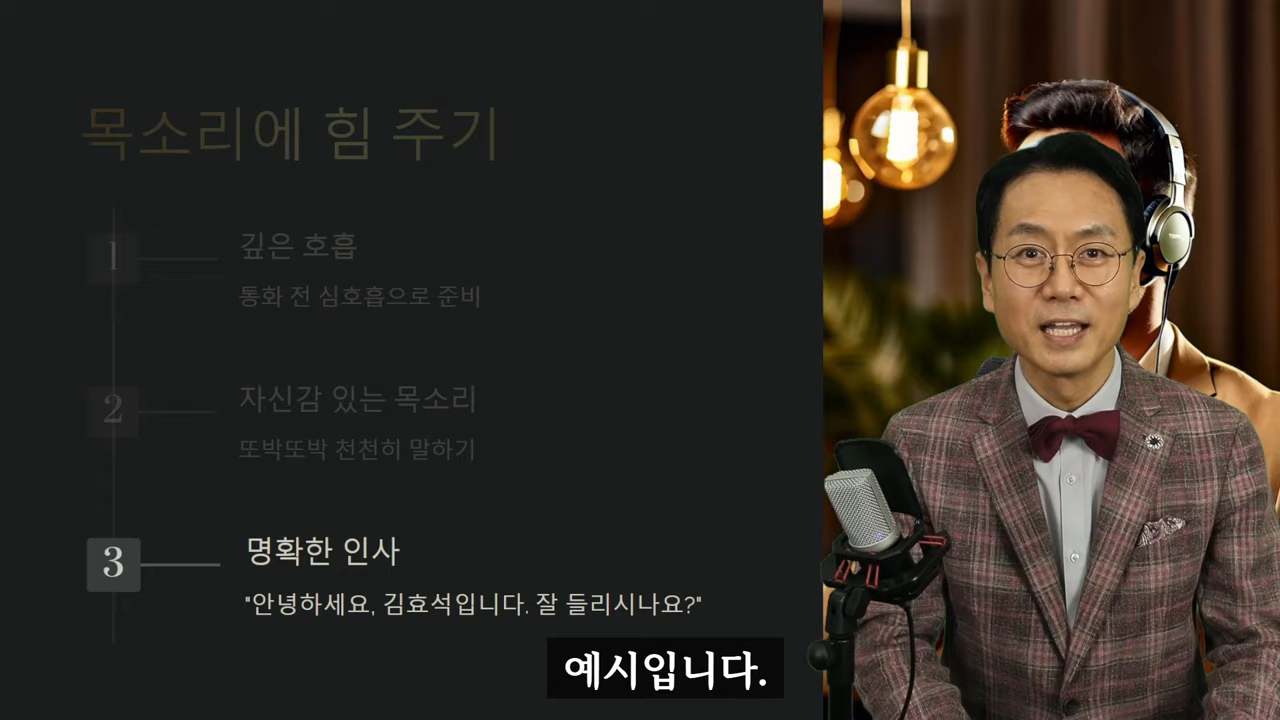 목소리에 힘 주기
1
깊은 호흡
통화 전 심호흡으로 준비
2
자신감 있는 목소리
또박또박 천천히 말하기
3
명확한 인사
"안녕하세요, 김효석입니다. 잘 들리시나요?"
예시입니다.